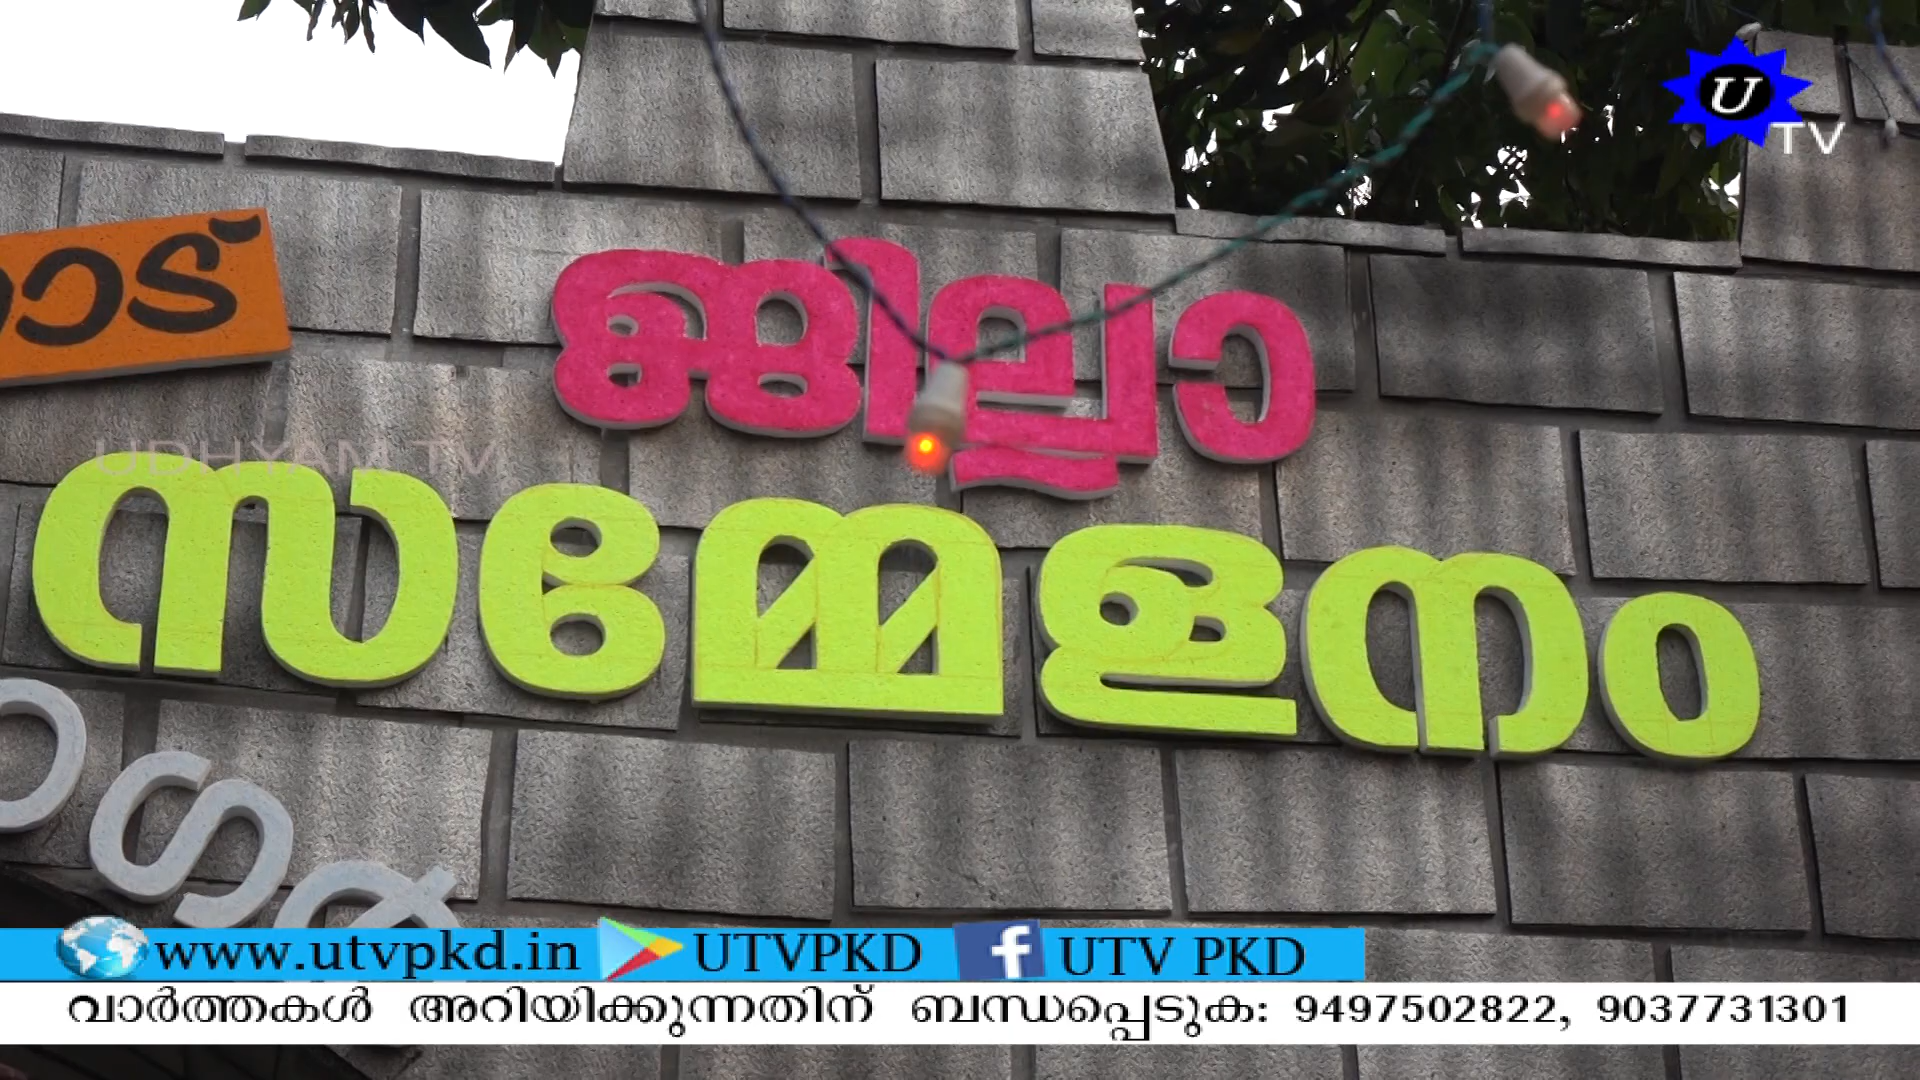 U
TV
ജില്ലാ
UDHYAM TV
സമ്മേളനം
www.utvpkd.in UTVPKD f UTV PKD
വാർത്തകൾ അറിയിക്കുന്നതിന് ബന്ധപ്പെടുക: 9497502822, 9037731301